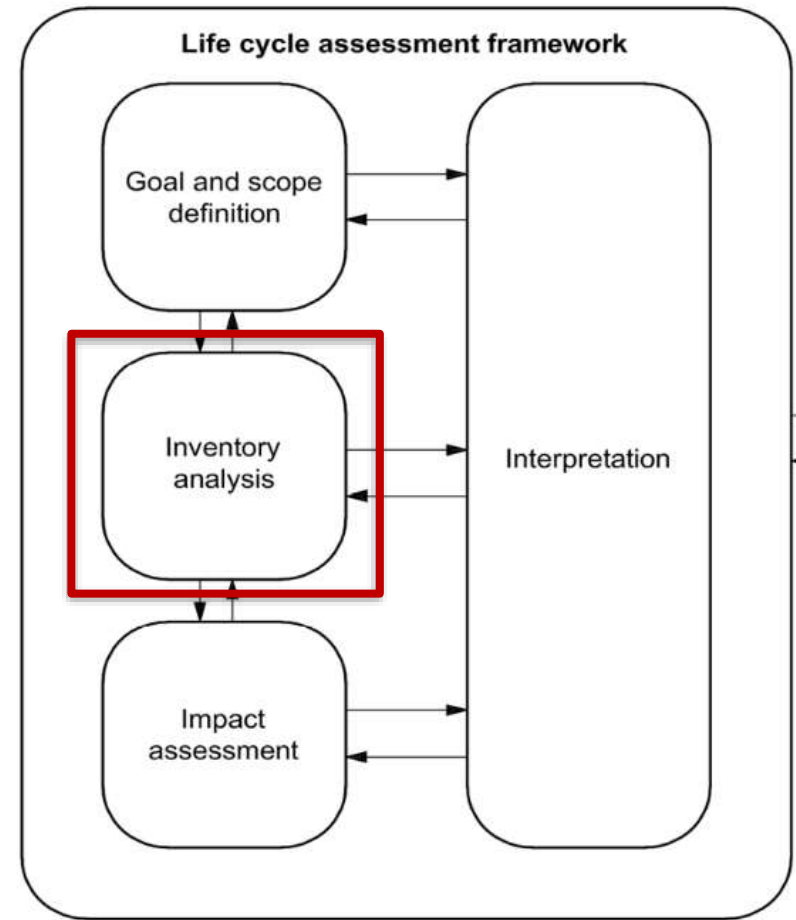 Life cycle assessment framework
Goal and scope
definition
Inventory
analysis
Interpretation
Impact
assessment